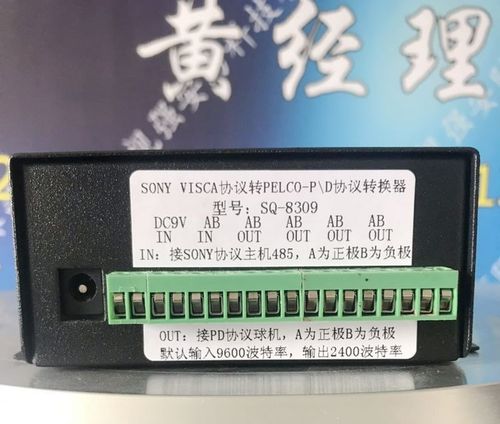 黄经理
SONY VISCA协议转PELCO-P\D协议转换器
型号：SQ-8309
DC9V AB AB AB AB AB
IN IN OUT OUT OUT OUT
IN：接SONY协议主机485，A为正极B为负极
OUT：接PD协议球机，A为正极B为负极
默认输入9600波特率，输出2400波特率